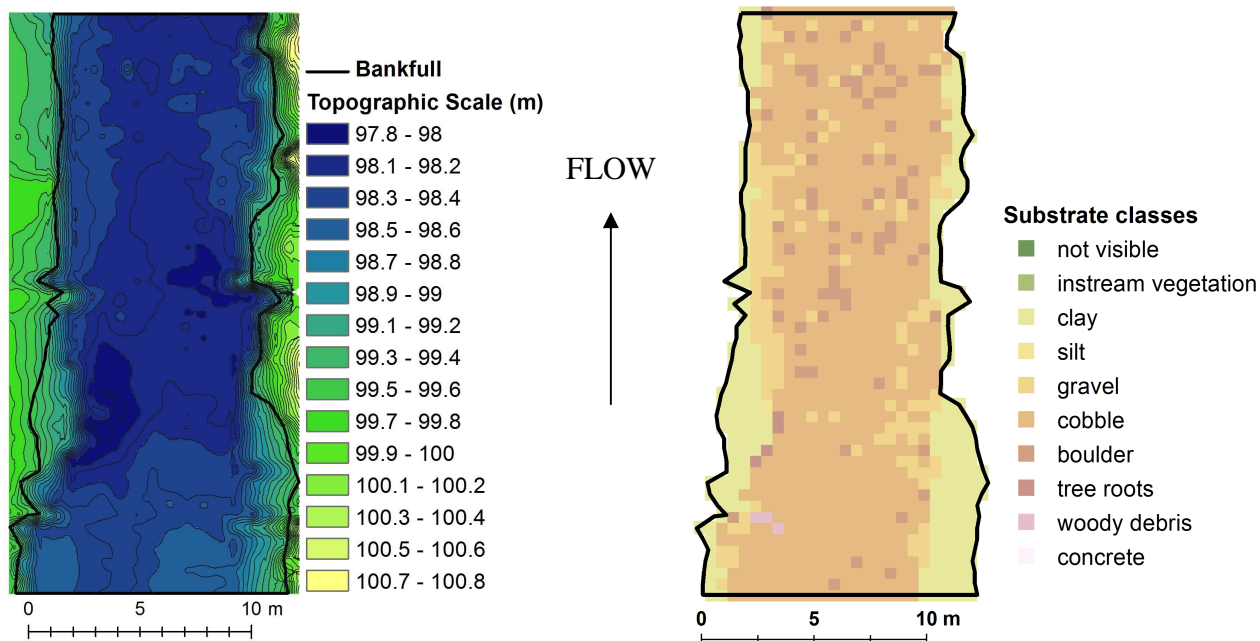 Bankfull
Topographic Scale (m)
97.8 - 98
98.1 - 98.2
98.3 - 98.4
98.5 - 98.6
98.7 - 98.8
98.9 - 99
99.1 - 99.2
99.3 - 99.4
99.5 - 99.6
99.7 - 99.8
99.9 - 100
100.1 - 100.2
100.3 - 100.4
100.5 - 100.6
100.7 - 100.8
0 5 10 m
FLOW
Substrate classes
not visible
instream vegetation
clay
silt
gravel
cobble
boulder
tree roots
woody debris
concrete
0 5 10 m